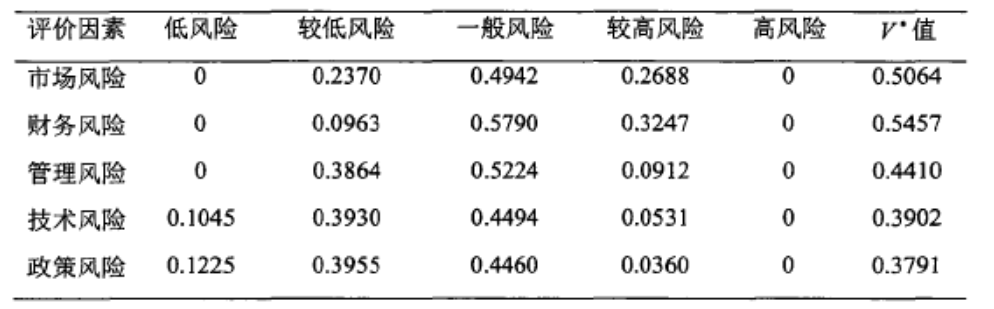 评价因素 低风险 较低风险 一般风险 较高风险 高风险 V*值
市场风险 0 0.2370 0.4942 0.2688 0 0.5064
财务风险 0 0.0963 0.5790 0.3247 0 0.5457
管理风险 0 0.3864 0.5224 0.0912 0 0.4410
技术风险 0.1045 0.3930 0.4494 0.0531 0 0.3902
政策风险 0.1225 0.3955 0.4460 0.0360 0 0.3791